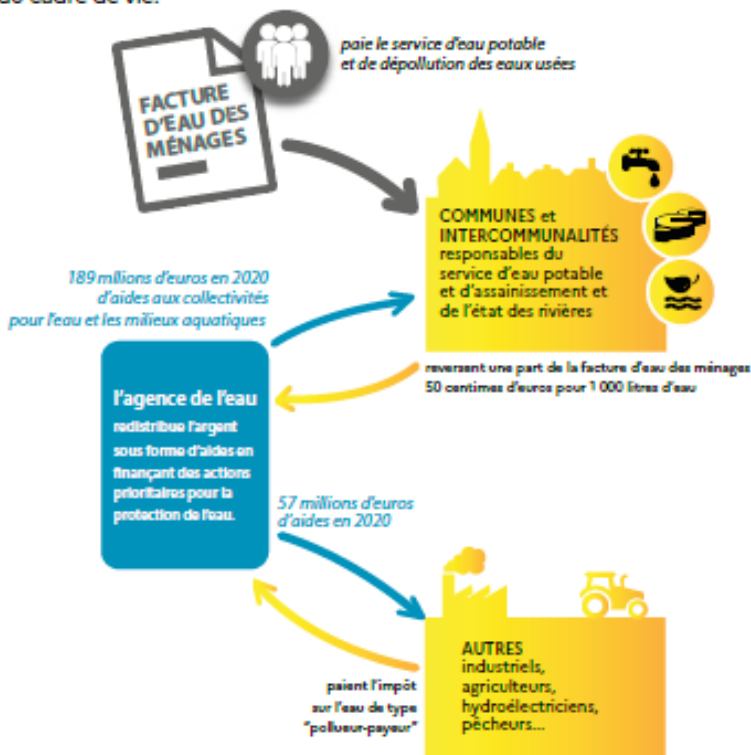 du cadre de vie.
paie le service d'eau potable
et de dépollution des eaux usées
FACTURE
D'EAU DES
MÉNAGES
COMMUNES et
INTERCOMMUNALITÉS
responsables du
service d'eau potable
et d'assainissement et
de l'état des rivières
189 millions d'euros en 2020
d'aides aux collectivités
pour l'eau et les milieux aquatiques
reversent une part de la facture d'eau des ménages
50 centimes d'euros pour 1 000 litres d'eau
l'agence de l'eau
redistribue l'argent
sous forme d'aides en
finançant des actions
prioritaires pour la
protection de l'eau.
57 millions d'euros
d'aides en 2020
AUTRES
industriels,
agriculteurs,
hydroélectriciens,
pêcheurs...
paient l'impôt
sur l'eau de type
"pollueur-payeur"